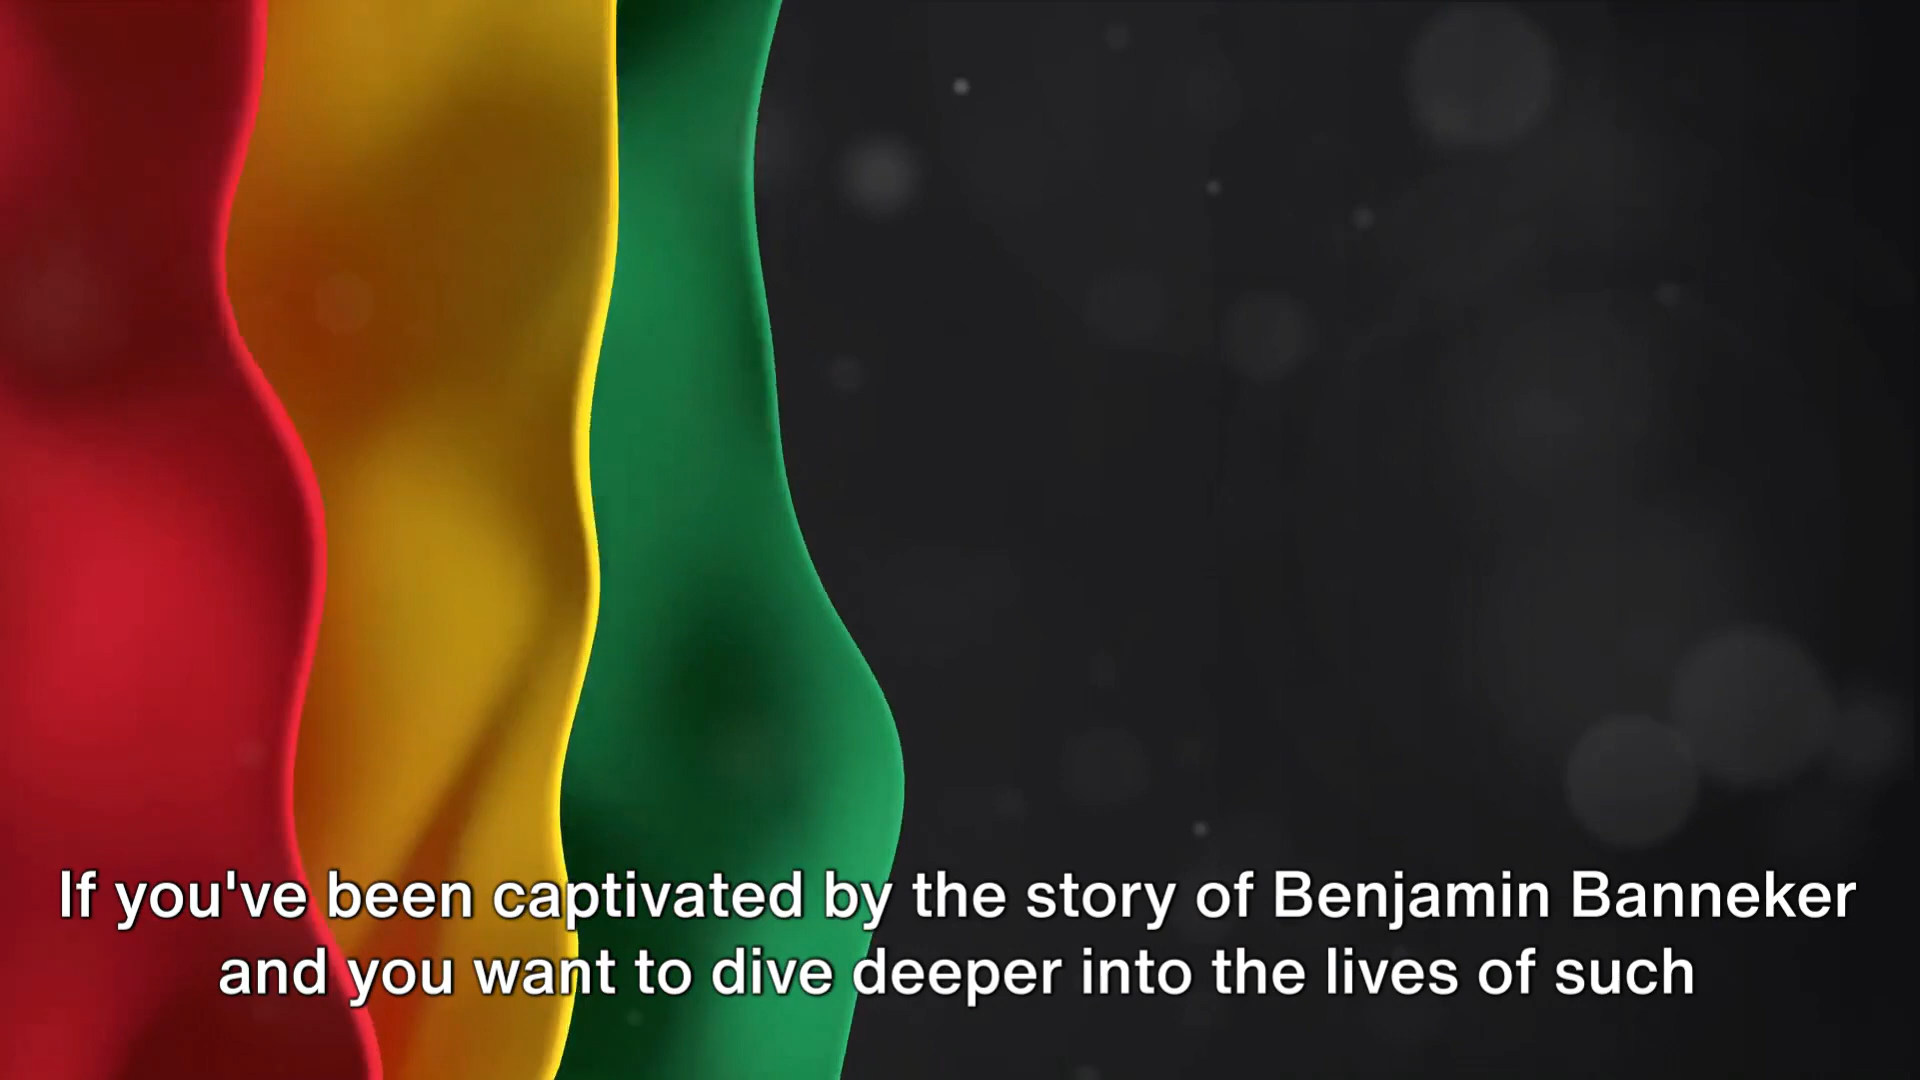 If you've been captivated by the story of Benjamin Banneker
and you want to dive deeper into the lives of such